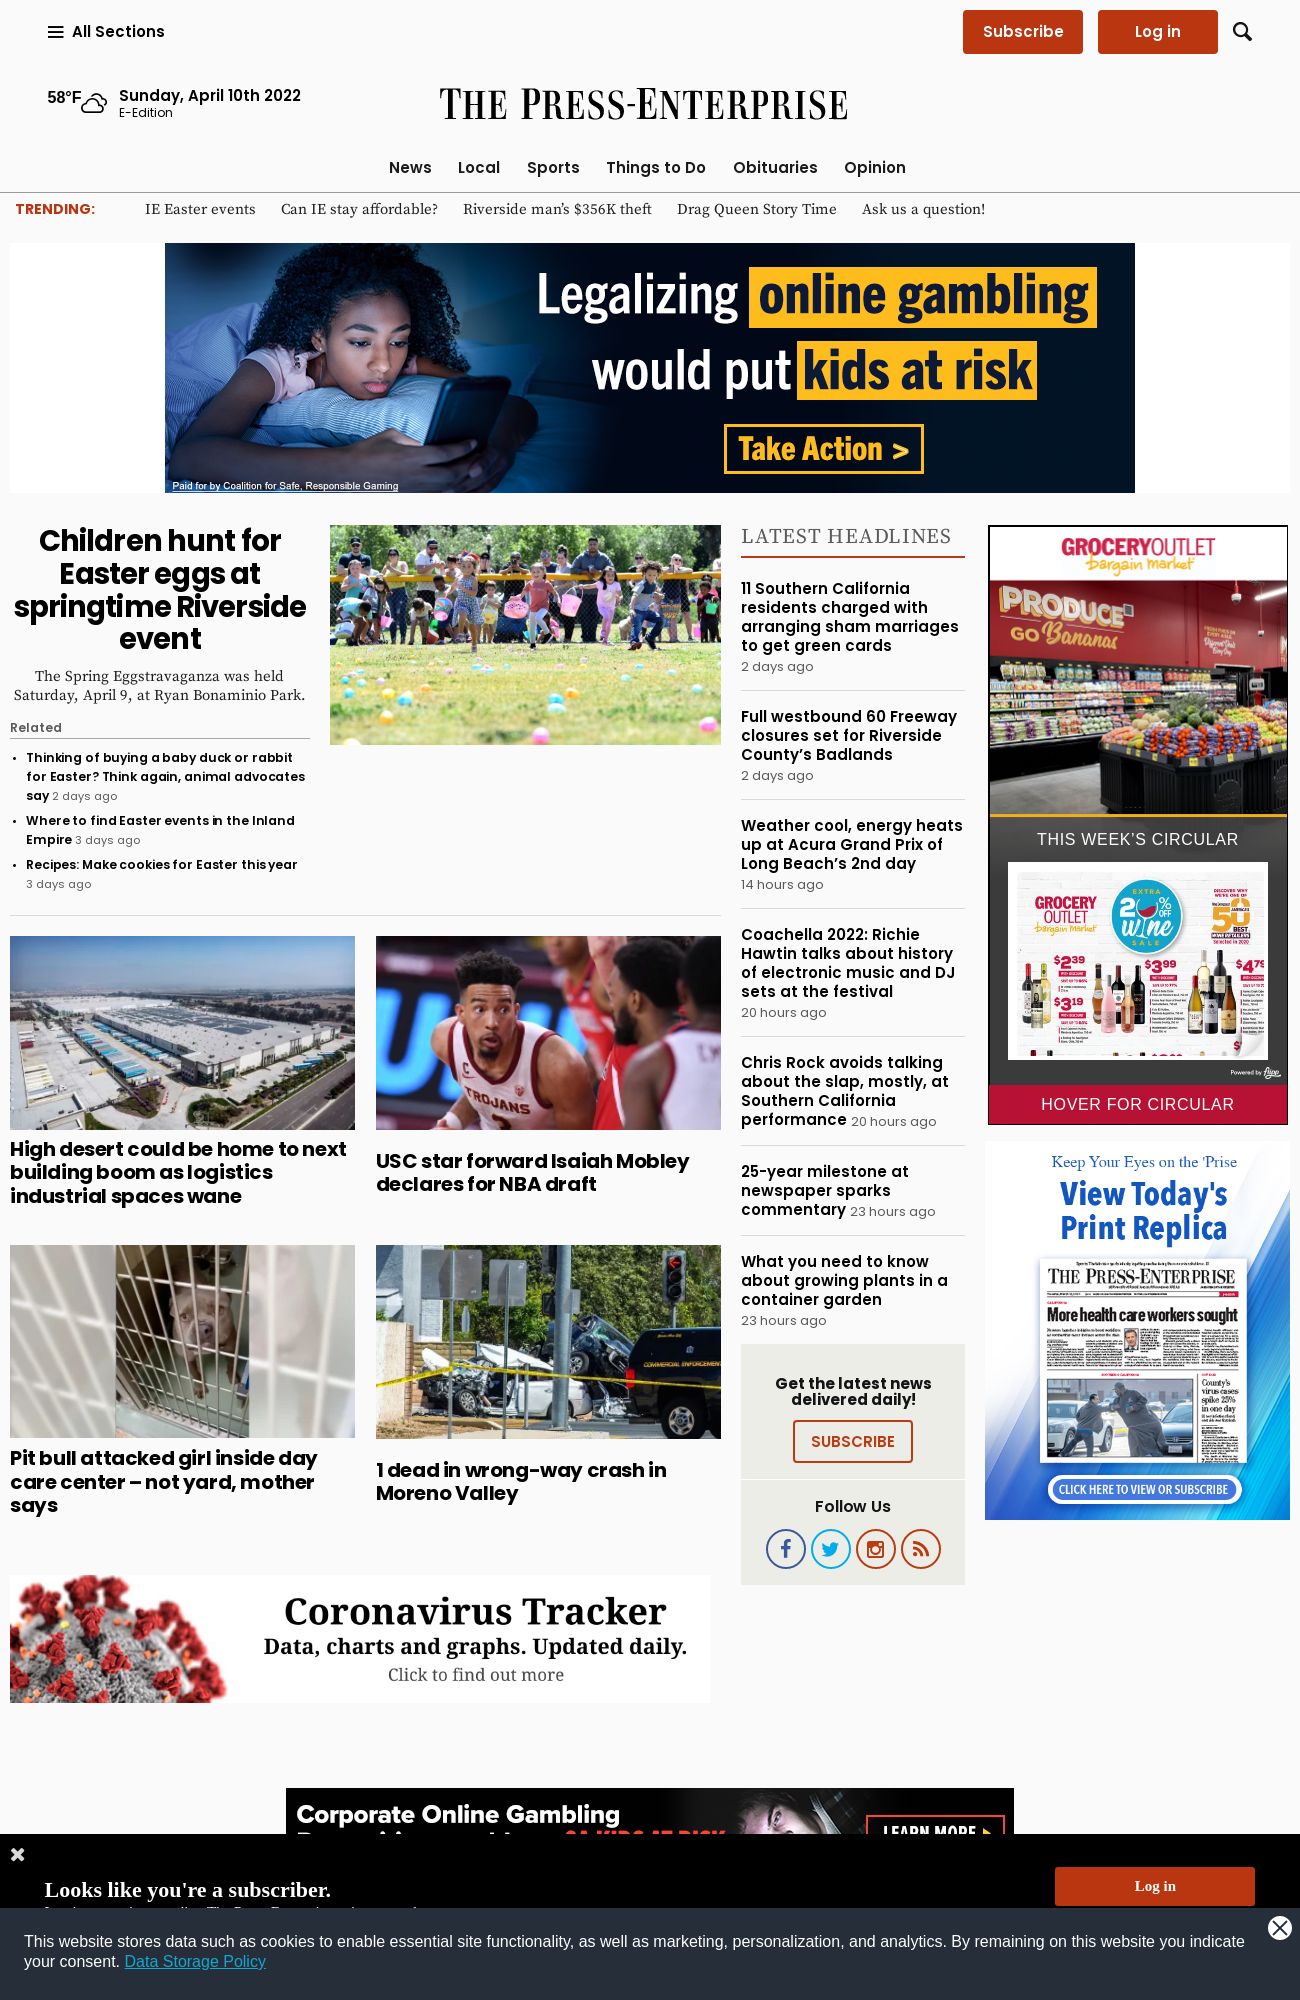 All Sections
Subscribe
Log in
58°F
Sunday, April 10th 2022
E-Edition
THE PRESS-ENTERPRISE
News Local Sports Things to Do Obituaries Opinion
TRENDING: IE Easter events Can IE stay affordable? Riverside man’s $356K theft Drag Queen Story Time Ask us a question!
Legalizing online gambling
would put kids at risk
Take Action >
Paid for by Coalition for Safe, Responsible Gaming
Children hunt for
Easter eggs at
springtime Riverside
event
The Spring Eggstravaganza was held
Saturday, April 9, at Ryan Bonaminio Park.
Related
• Thinking of buying a baby duck or rabbit
for Easter? Think again, animal advocates
say 2 days ago
• Where to find Easter events in the Inland
Empire 3 days ago
• Recipes: Make cookies for Easter this year
3 days ago
TROJANS
High desert could be home to next
building boom as logistics
industrial spaces wane
USC star forward Isaiah Mobley
declares for NBA draft
COMMERCIAL ENFORCEMENT
Pit bull attacked girl inside day
care center – not yard, mother
says
1 dead in wrong-way crash in
Moreno Valley
Coronavirus Tracker
Data, charts and graphs. Updated daily.
Click to find out more
LATEST HEADLINES
11 Southern California
residents charged with
arranging sham marriages
to get green cards
2 days ago
Full westbound 60 Freeway
closures set for Riverside
County’s Badlands
2 days ago
Weather cool, energy heats
up at Acura Grand Prix of
Long Beach’s 2nd day
14 hours ago
Coachella 2022: Richie
Hawtin talks about history
of electronic music and DJ
sets at the festival
20 hours ago
Chris Rock avoids talking
about the slap, mostly, at
Southern California
performance 20 hours ago
25-year milestone at
newspaper sparks
commentary 23 hours ago
What you need to know
about growing plants in a
container garden
23 hours ago
Get the latest news
delivered daily!
SUBSCRIBE
Follow Us
GROCERY OUTLET
bargain market
PRODUCE
GO Bananas
THIS WEEK’S CIRCULAR
GROCERY
OUTLET
bargain market
EXTRA
20% OFF
wine
SALE
50
BEST
Selected in 2020
$2.39
$3.99
$4.79
$3.19
Powered by flipp
HOVER FOR CIRCULAR
Keep Your Eyes on the 'Prise
View Today's
Print Replica
THE PRESS-ENTERPRISE
More health care workers sought
County's
virus cases
spike 25%
in one day
CLICK HERE TO VIEW OR SUBSCRIBE
Corporate Online Gambling
LEARN MORE
Looks like you're a subscriber.
Log in
This website stores data such as cookies to enable essential site functionality, as well as marketing, personalization, and analytics. By remaining on this website you indicate
your consent. Data Storage Policy